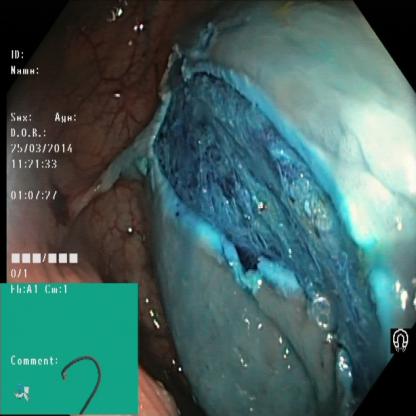 ID:
Name:
Sex: Age:
D.O.B.:
25/03/2014
11:21:33
01:07:27
0/1
Eh:A1 Cm:1
Comment: